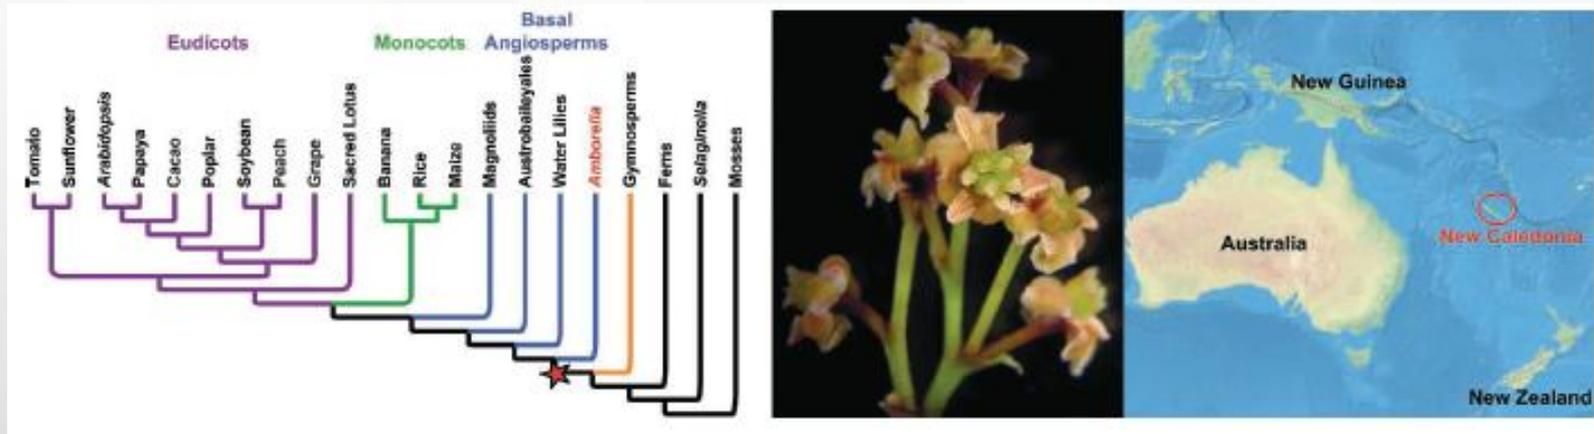 Eudicots
Monocots
Basal
Angiosperms
Tomato
Sunflower
Arabidopsis
Papaya
Cacao
Poplar
Soybean
Peach
Grape
Sacred Lotus
Banana
Rice
Maize
Magnoliids
Austrobaileyales
Water Lilies
Amborella
Gymnosperms
Ferns
Selaginella
Mosses
New Guinea
Australia
New Caledonia
New Zealand